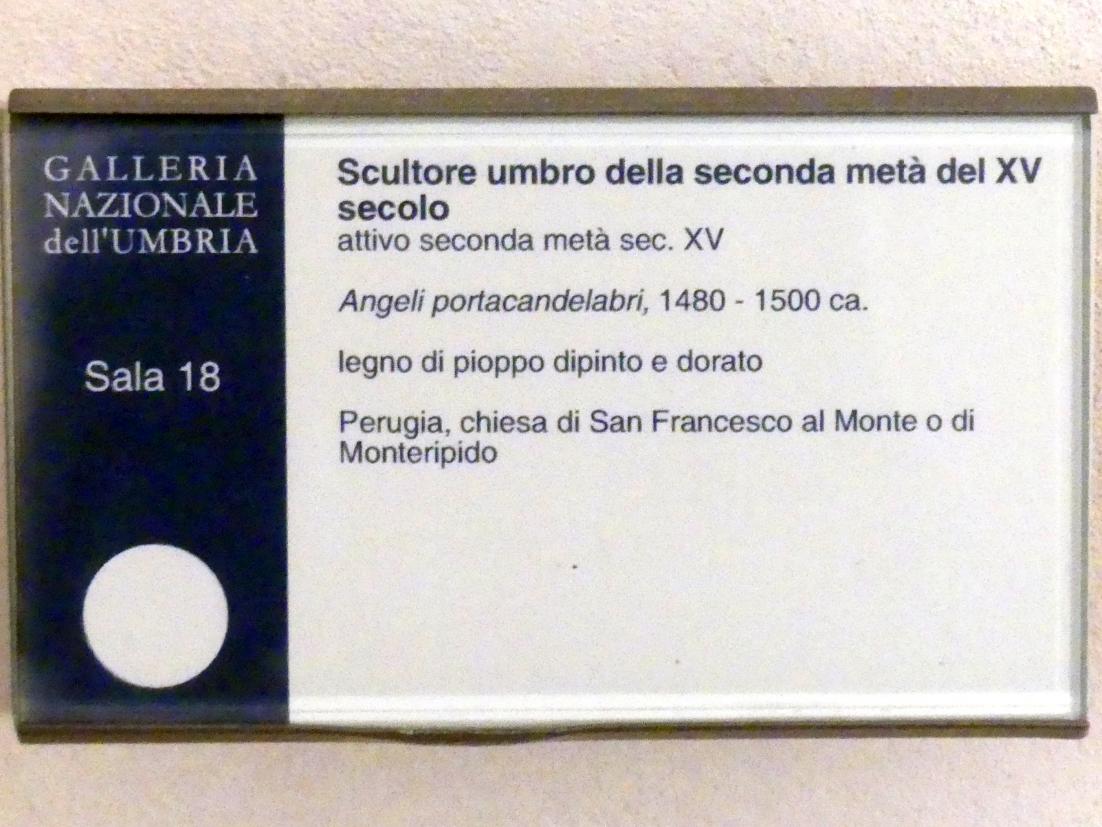 GALLERIA
NAZIONALE
dell'UMBRIA
Sala 18
Scultore umbro della seconda metà del XV
secolo
attivo seconda metà sec. XV
Angeli portacandelabri, 1480 - 1500 ca.
legno di pioppo dipinto e dorato
Perugia, chiesa di San Francesco al Monte o di
Monteripido